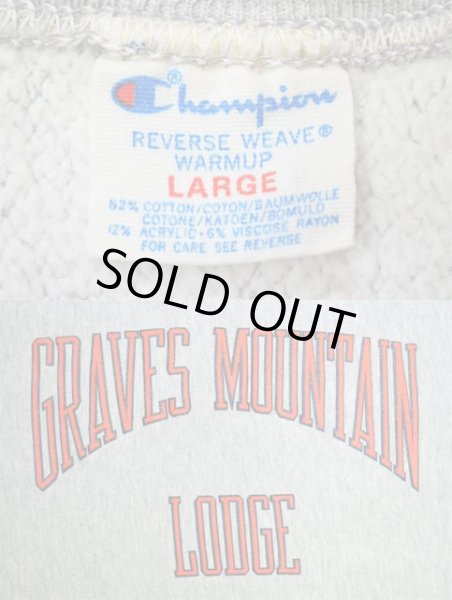 Champion®
REVERSE WEAVE®
WARMUP
LARGE
82% COTTON/COTON/BAUMWOLLE
COTONE/KATOEN/BOMULD
12% ACRYLIC·6% VISCOSE RAYON
FOR CARE SEE REVERSE
SOLD OUT
GRAVES MOUNTAIN
LODGE